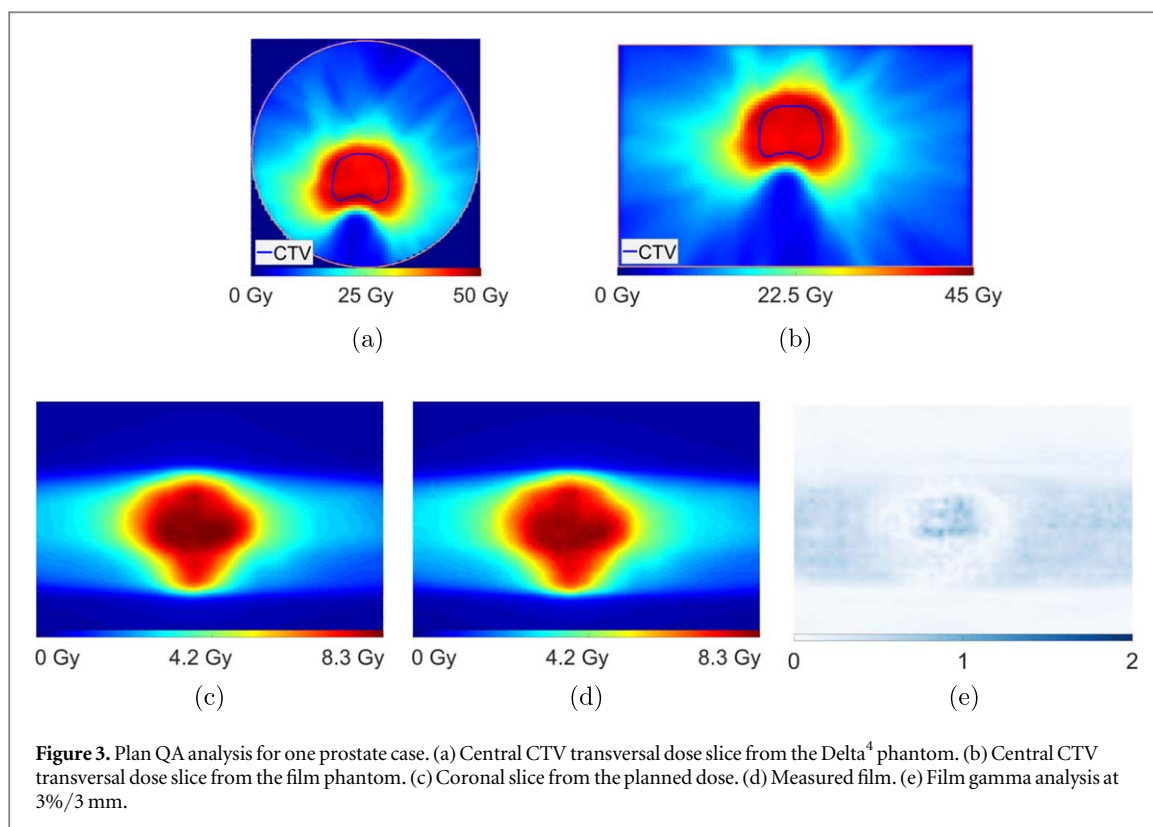 CTV
CTV
0 Gy 25 Gy 50 Gy
0 Gy 22.5 Gy 45 Gy
(a)
(b)
0 Gy 4.2 Gy 8.3 Gy
0 Gy 4.2 Gy 8.3 Gy
0 1 2
(c)
(d)
(e)
Figure 3. Plan QA analysis for one prostate case. (a) Central CTV transversal dose slice from the Delta⁴ phantom. (b) Central CTV
transversal dose slice from the film phantom. (c) Coronal slice from the planned dose. (d) Measured film. (e) Film gamma analysis at
3%/3 mm.